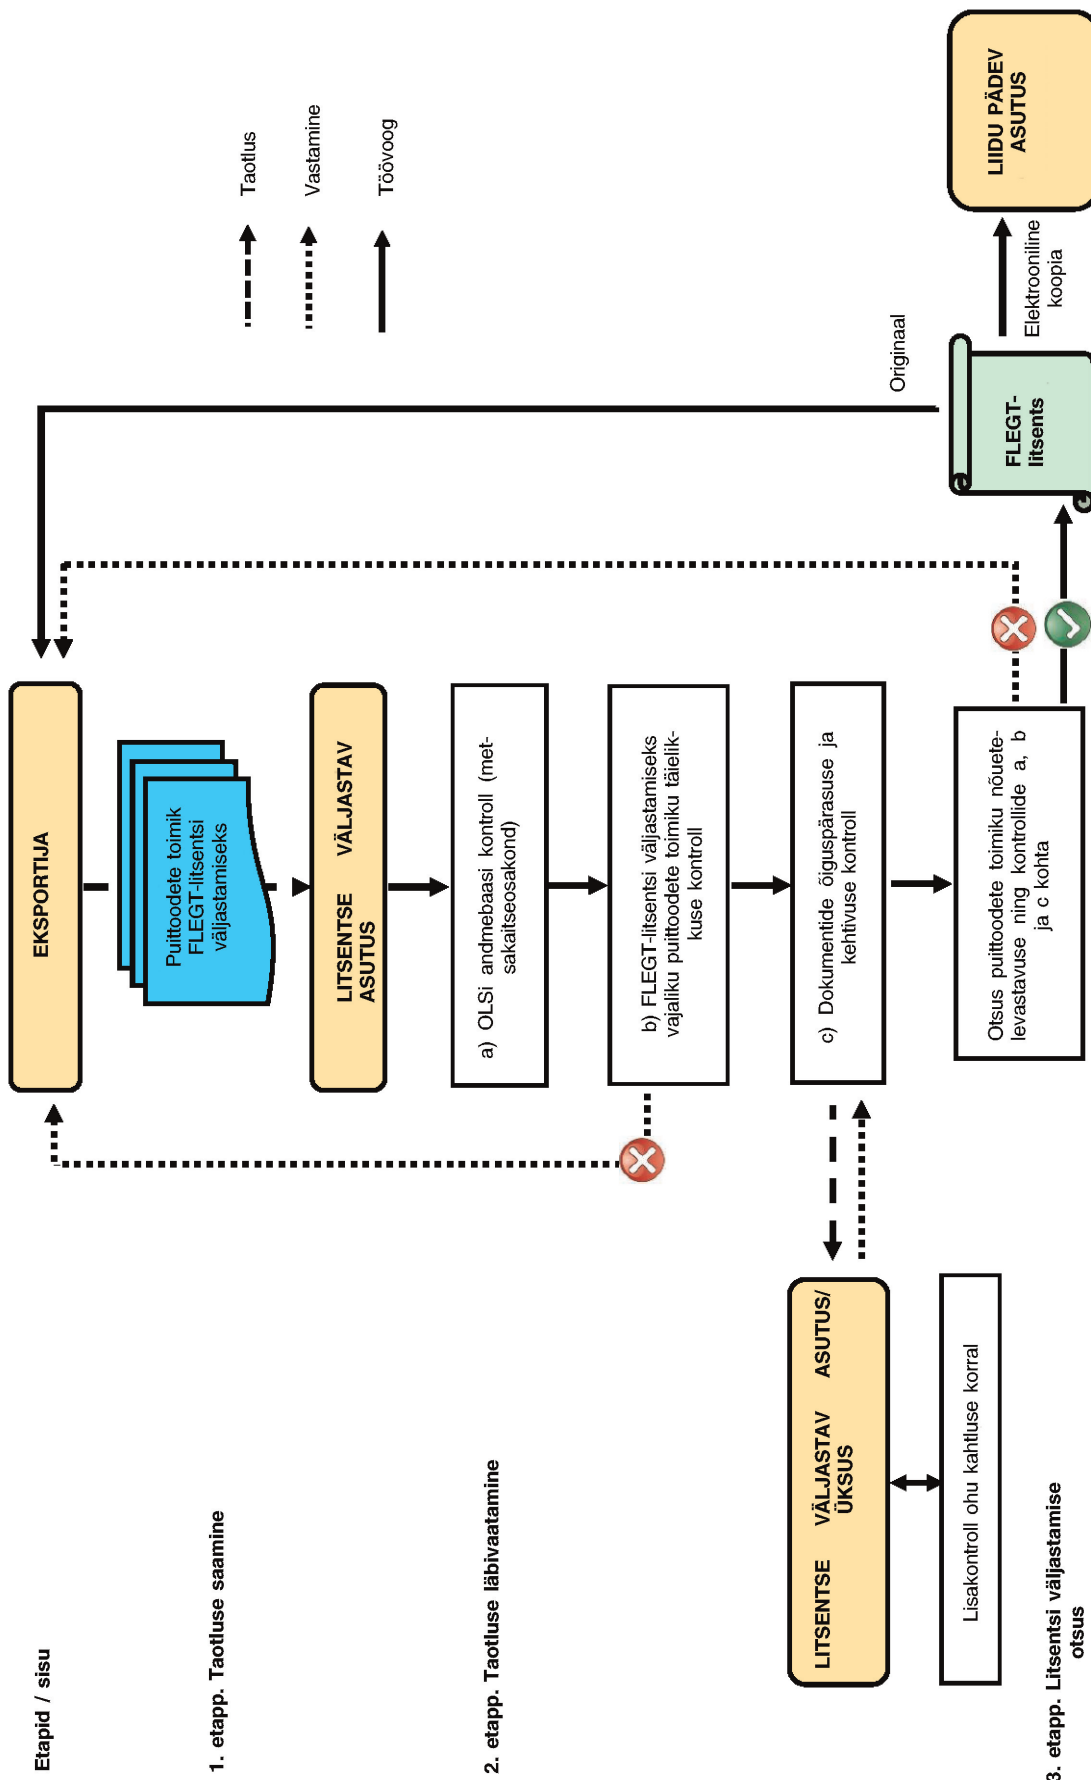 Etapid / sisu
EKSPORTIJA
1. etapp. Taotluse saamine
Puittoodete toimik
FLEGT-litsentsi
väljastamiseks
LITSENTSE VÄLJASTAV
ASUTUS
2. etapp. Taotluse läbivaatamine
a) OLSi andmebaasi kontroll (met-
sakaitseosakond)
b) FLEGT-litsentsi väljastamiseks
vajaliku puittoodete toimiku täielik-
kuse kontroll
c) Dokumentide õiguspärasuse ja
kehtivuse kontroll
LITSENTSE VÄLJASTAV ASUTUS/
ÜKSUS
Lisakontroll ohu kahtluse korral
3. etapp. Litsentsi väljastamise
otsus
Otsus puittoodete toimiku nõuete-
levastavuse ning kontrollide a, b
ja c kohta
FLEGT-
litsents
Originaal
Elektrooniline
koopia
LIIDU PÄDEV
ASUTUS
Taotlus
Vastamine
Töövoog